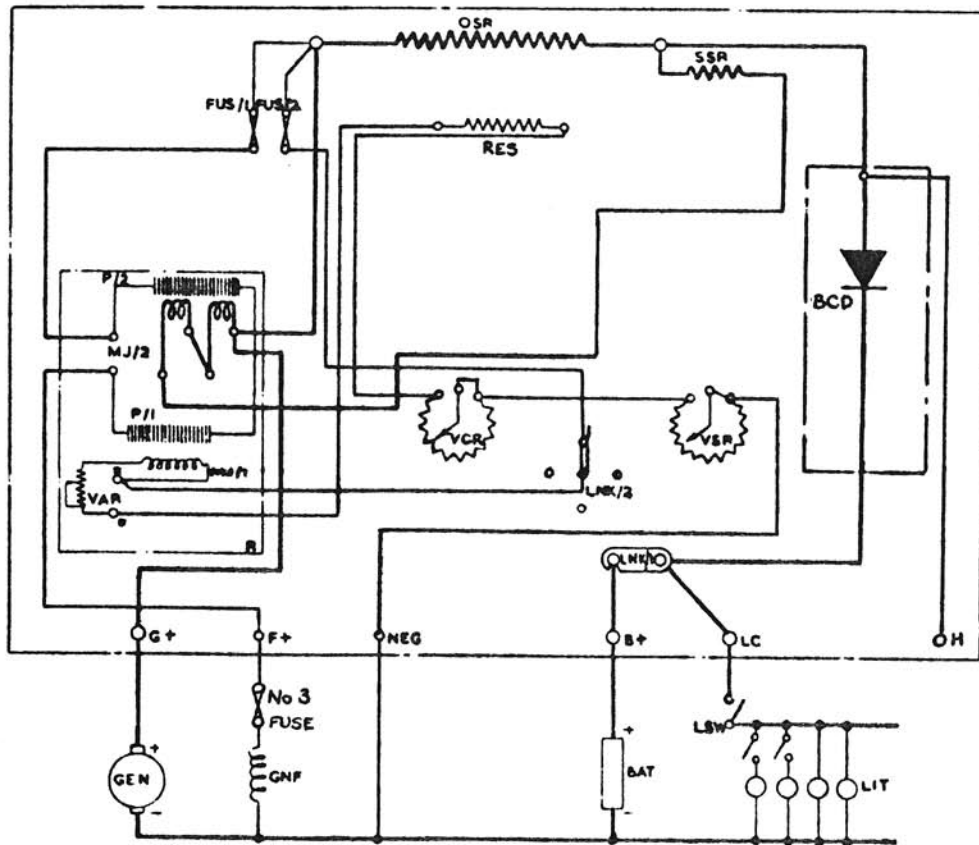 OSR
SSR
FUS/1 FUS/2
RES
P/2
BCD
MJ/2
P/1
VCR
VSR
LNK/2
VAR
R
LNK/1
G+
F+
NEG
B+
LC
H
No 3
FUSE
LSW
+
+
GEN
GNF
BAT
LIT
-
-